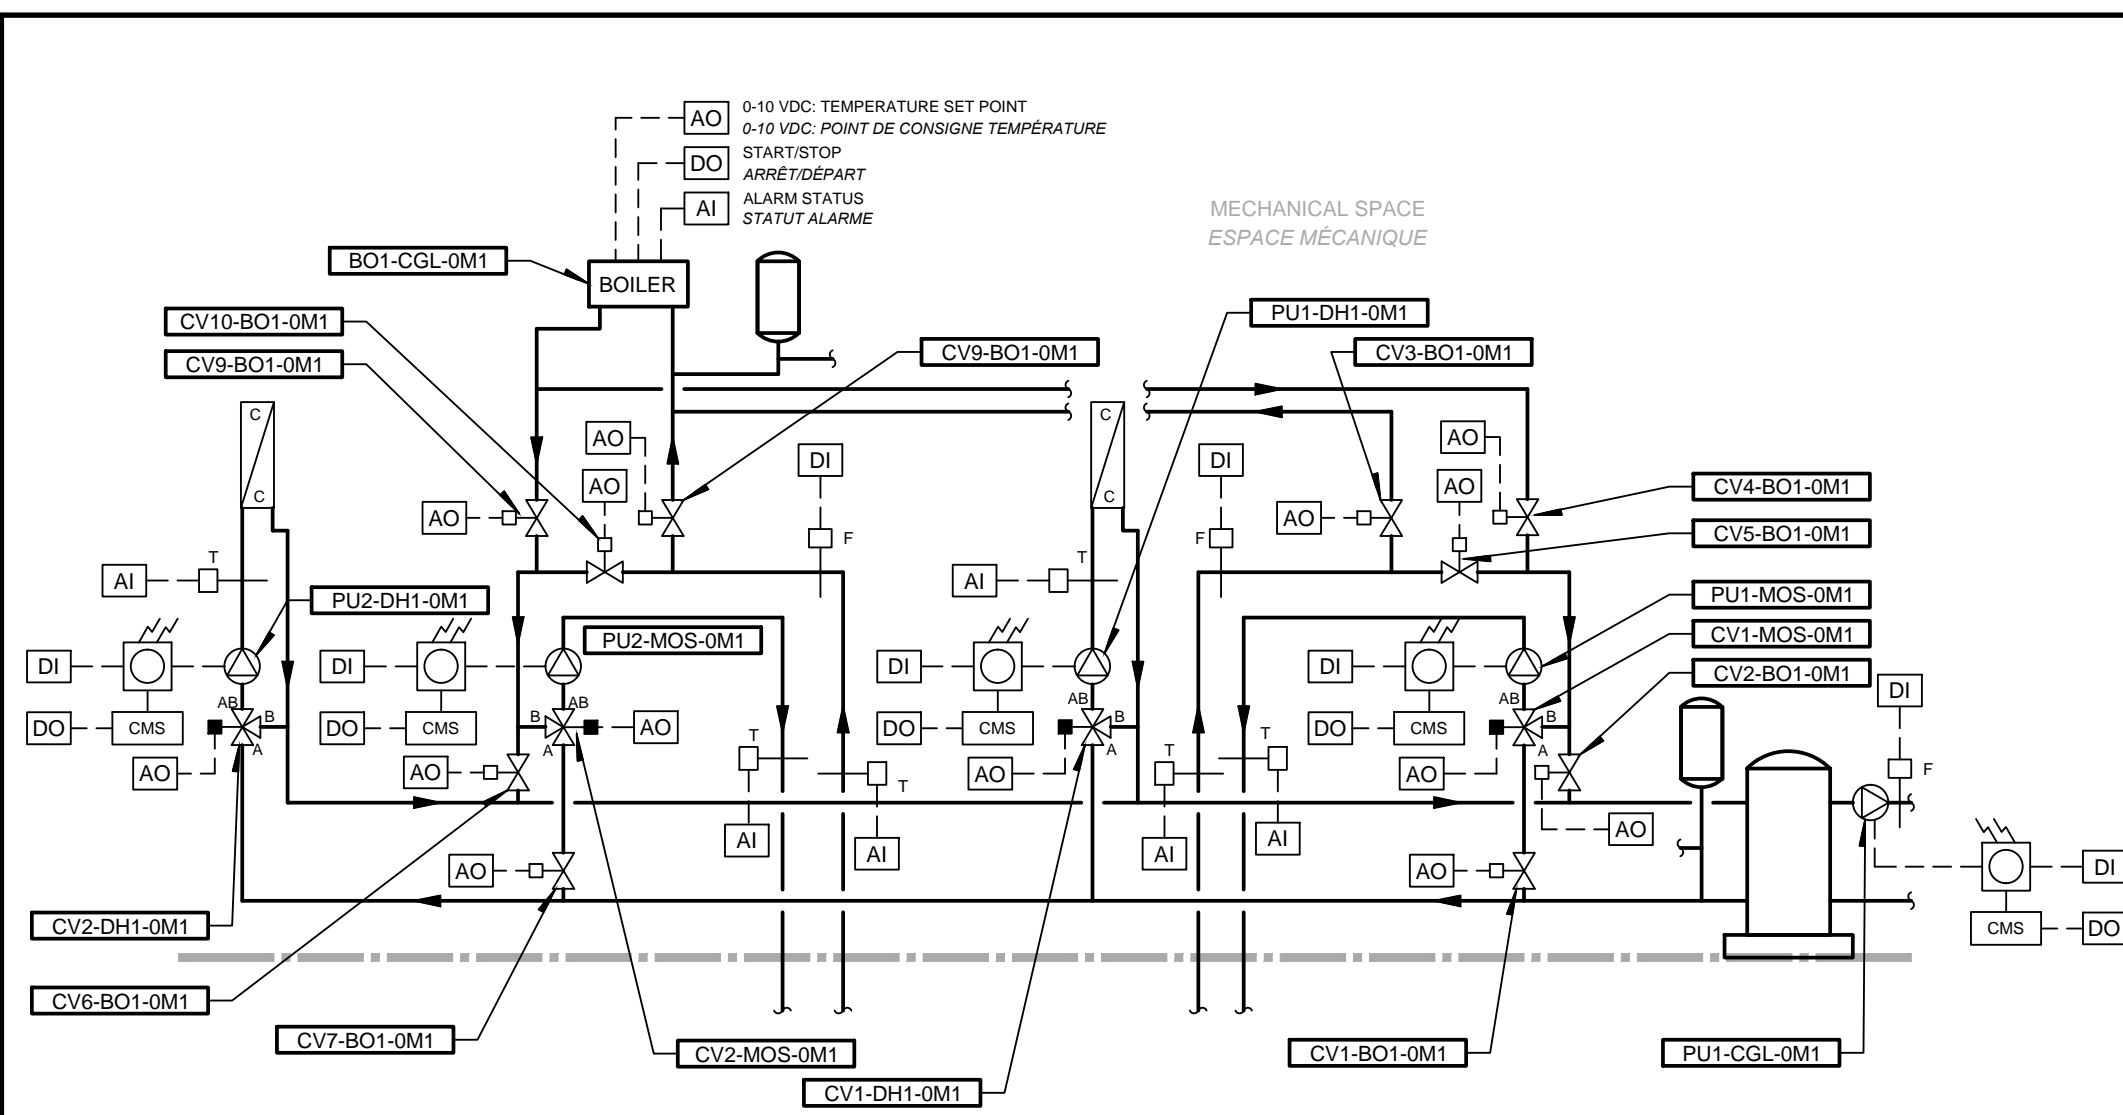 AO
0-10 VDC: TEMPERATURE SET POINT
0-10 VDC: POINT DE CONSIGNE TEMPÉRATURE
DO
START/STOP
ARRÊT/DÉPART
AI
ALARM STATUS
STATUT ALARME
MECHANICAL SPACE
ESPACE MÉCANIQUE
BO1-CGL-0M1
BOILER
CV10-BO1-0M1
PU1-DH1-0M1
CV9-BO1-0M1
CV9-BO1-0M1
CV3-BO1-0M1
C
C
AO
DI
C
C
DI
AO
AO
AO
CV4-BO1-0M1
AO
AO
CV5-BO1-0M1
F
F
T
AI
T
AI
PU2-DH1-0M1
PU1-MOS-0M1
PU2-MOS-0M1
CV1-MOS-0M1
DI
DI
DI
DI
CV2-BO1-0M1
DI
AB
B
A
AB
B
A
AB
B
A
AB
B
A
DO
CMS
DO
CMS
AO
DO
CMS
DO
CMS
T
T
T
T
AO
AO
AO
AO
F
AI
AI
AI
AI
AO
AO
AO
DI
CV2-DH1-0M1
CMS
DO
CV6-BO1-0M1
CV7-BO1-0M1
CV2-MOS-0M1
CV1-BO1-0M1
PU1-CGL-0M1
CV1-DH1-0M1